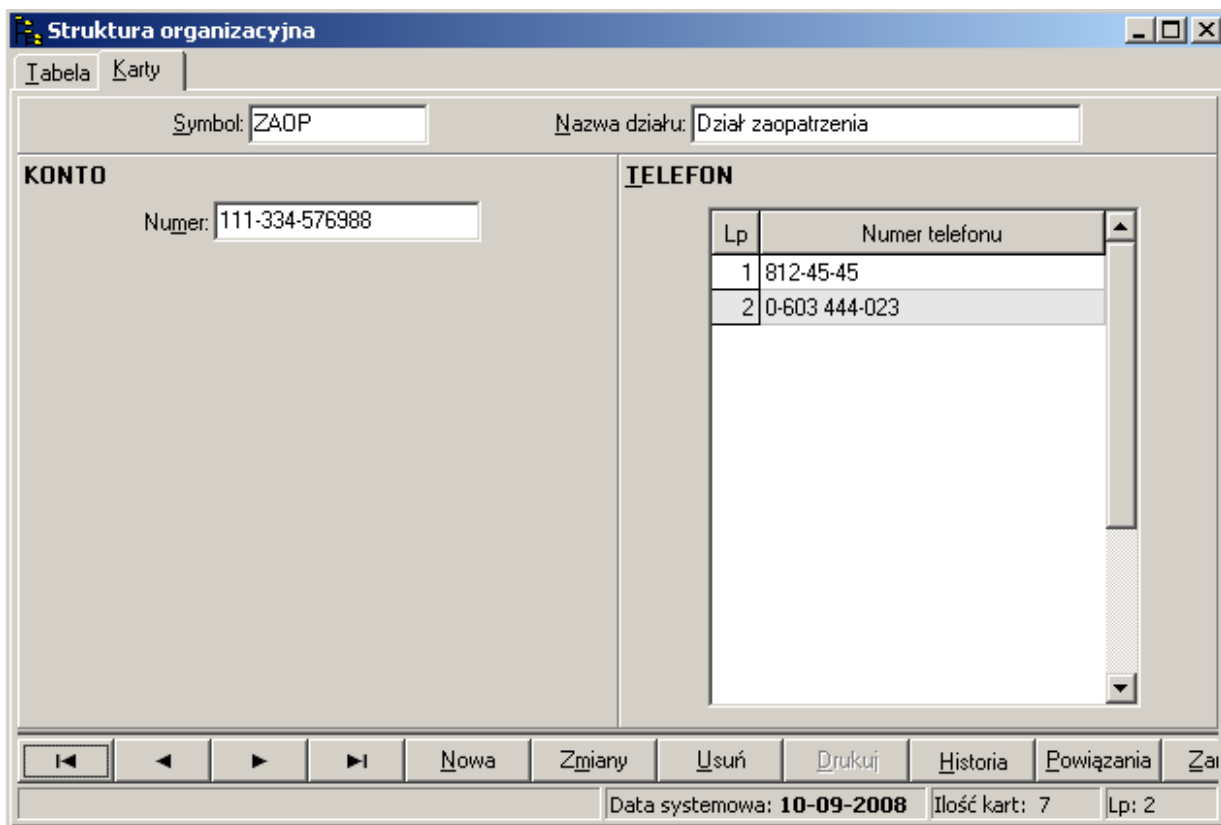 Struktura organizacyjna
Tabela Karty
Symbol: ZAOP Nazwa działu: Dział zaopatrzenia
KONTO TELEFON
Numer: 111-334-576988
Lp Numer telefonu
1 812-45-45
2 0-603 444-023
Nowa Zmiany Usuń Drukuj Historia Powiązania Zar
Data systemowa: 10-09-2008 Ilość kart: 7 Lp: 2